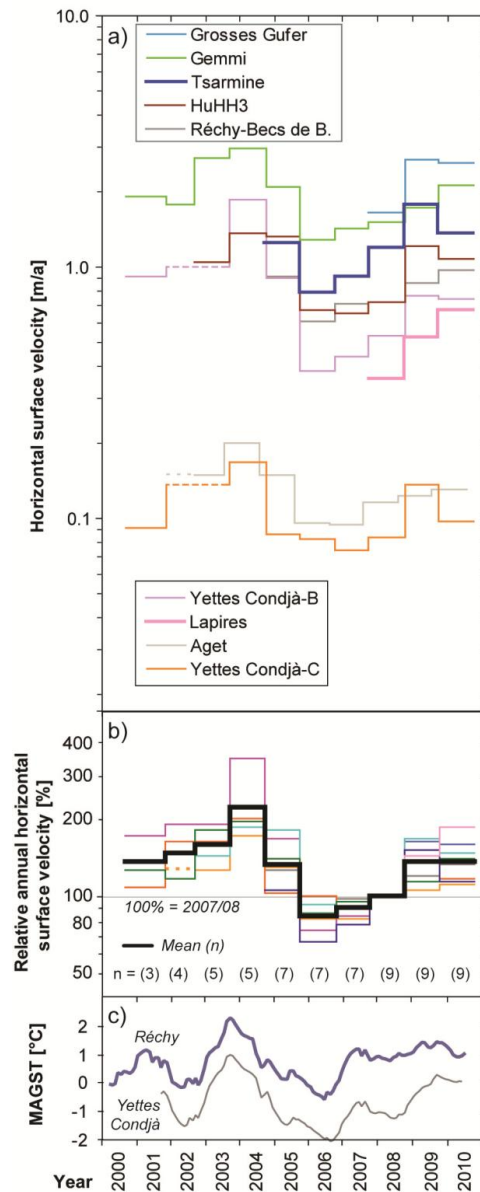 10.0
a)
Grosses Gufer
Gemmi
Tsarmine
HuHH3
Réchy-Becs de B.
Horizontal surface velocity [m/a]
1.0
0.1
Yettes Condjà-B
Lapires
Aget
Yettes Condjà-C
b)
Relative annual horizontal
surface velocity [%]
400
300
200
100
80
50
100% = 2007/08
Mean (n)
n = (3) (4) (5) (5) (7) (7) (7) (9) (9) (9)
c)
MAGST [°C]
2
1
0
-1
-2
Réchy
Yettes
Condjà
Year
2000 2001 2002 2003 2004 2005 2006 2007 2008 2009 2010